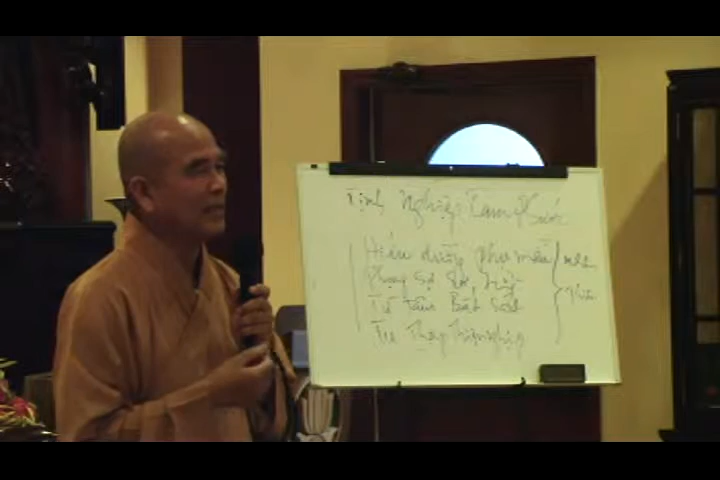 Tịnh Nghiệp Tam Phước
Hiếu dưỡng phụ mẫu
Phụng sự sư trưởng
Từ tâm Bất sát
Tu Thập Thiện nghiệp
nhân